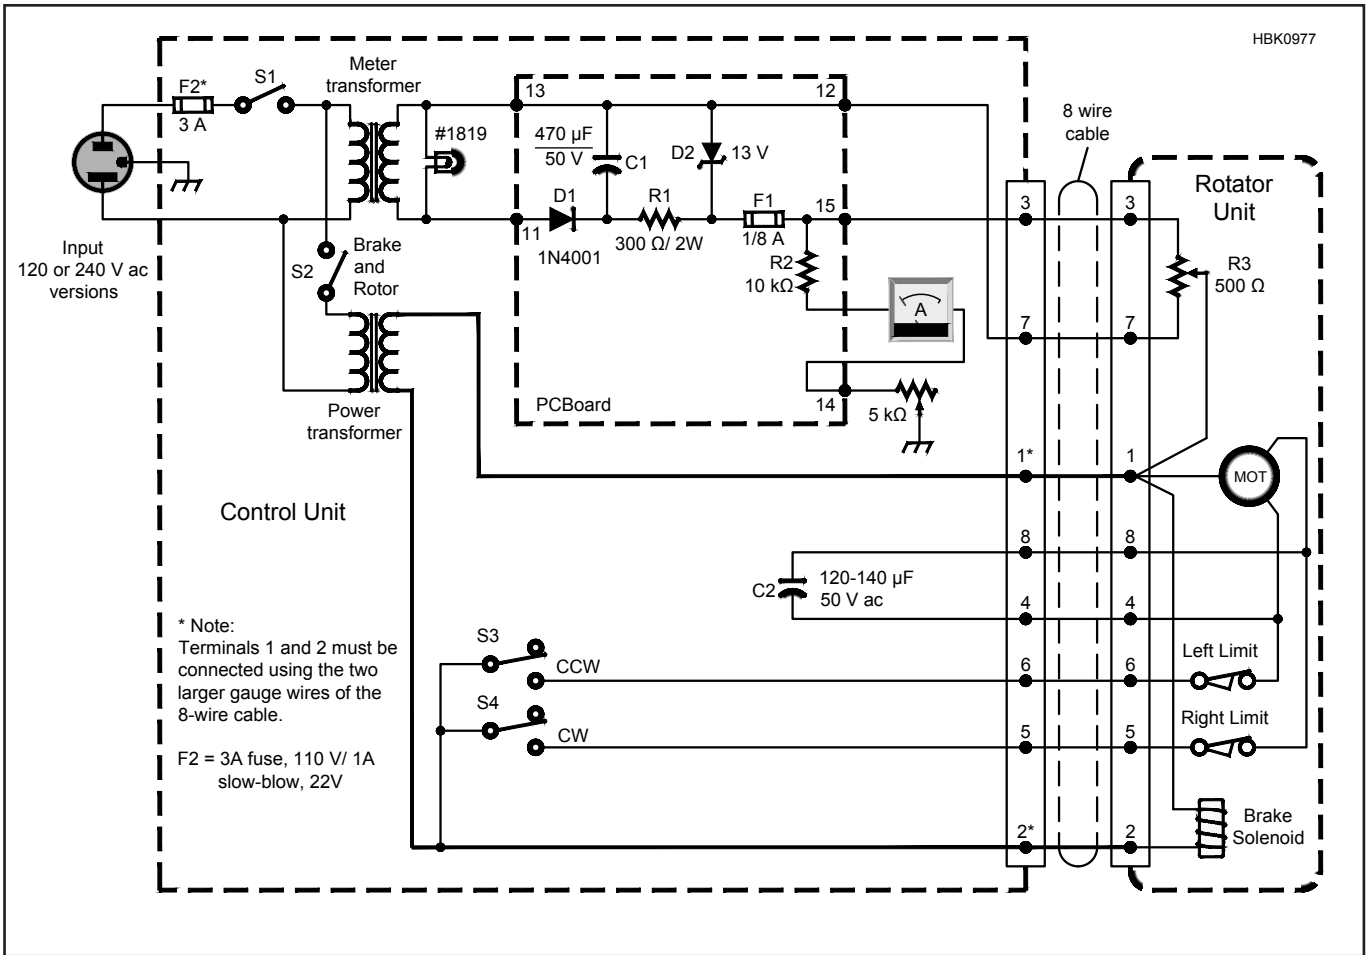 HBK0977
Meter
transformer
F2*
3 A
S1
#1819
13
12
470 µF
50 V
C1
D2
13 V
D1
1N4001
11
R1
300 Ω/ 2W
F1
1/8 A
15
R2
10 kΩ
A
14
5 kΩ
PCBoard
Input
120 or 240 V ac
versions
S2
Brake
and
Rotor
Power
transformer
8 wire
cable
Rotator
Unit
3
3
R3
500 Ω
7
7
1*
1
MOT
Control Unit
8
8
C2
120-140 µF
50 V ac
4
4
* Note:
Terminals 1 and 2 must be
connected using the two
larger gauge wires of the
8-wire cable.
F2 = 3A fuse, 110 V/ 1A
slow-blow, 22V
S3
CCW
6
6
Left Limit
S4
CW
5
5
Right Limit
2*
2
Brake
Solenoid